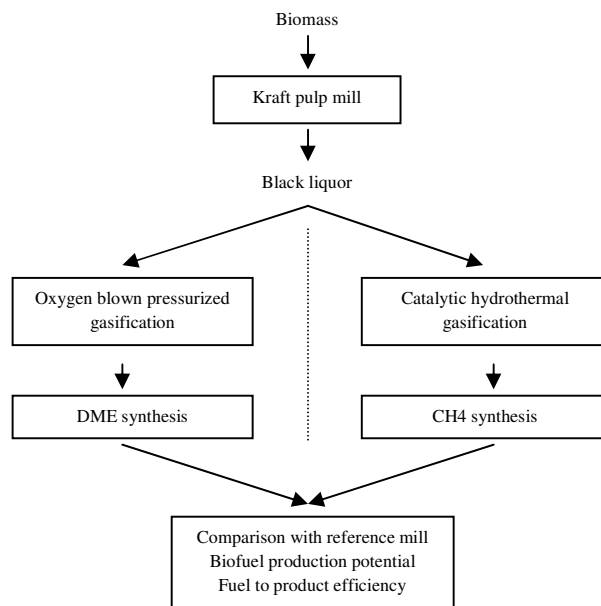 Biomass
Kraft pulp mill
Black liquor
Oxygen blown pressurized
gasification
Catalytic hydrothermal
gasification
DME synthesis
CH4 synthesis
Comparison with reference mill
Biofuel production potential
Fuel to product efficiency